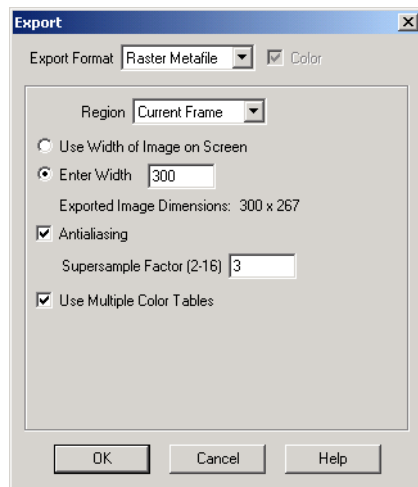 Export
Export Format Raster Metafile Color
Region Current Frame
Use Width of Image on Screen
Enter Width 300
Exported Image Dimensions: 300 x 267
Antialiasing
Supersample Factor (2-16) 3
Use Multiple Color Tables
OK Cancel Help